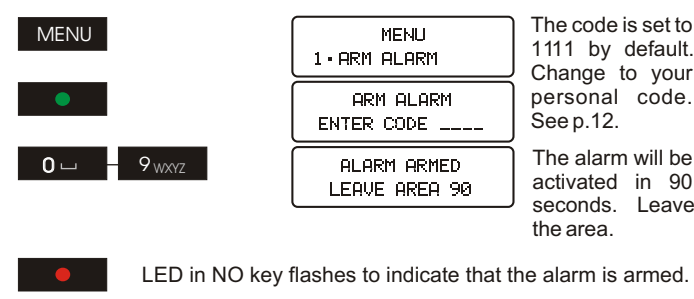 MENU
MENU
1▪ARM ALARM
The code is set to
1111 by default.
Change to your
personal code.
See p.12.
ARM ALARM
ENTER CODE ____
0 ⌴
9 WXYZ
ALARM ARMED
LEAVE AREA 90
The alarm will be
activated in 90
seconds. Leave
the area.
LED in NO key flashes to indicate that the alarm is armed.